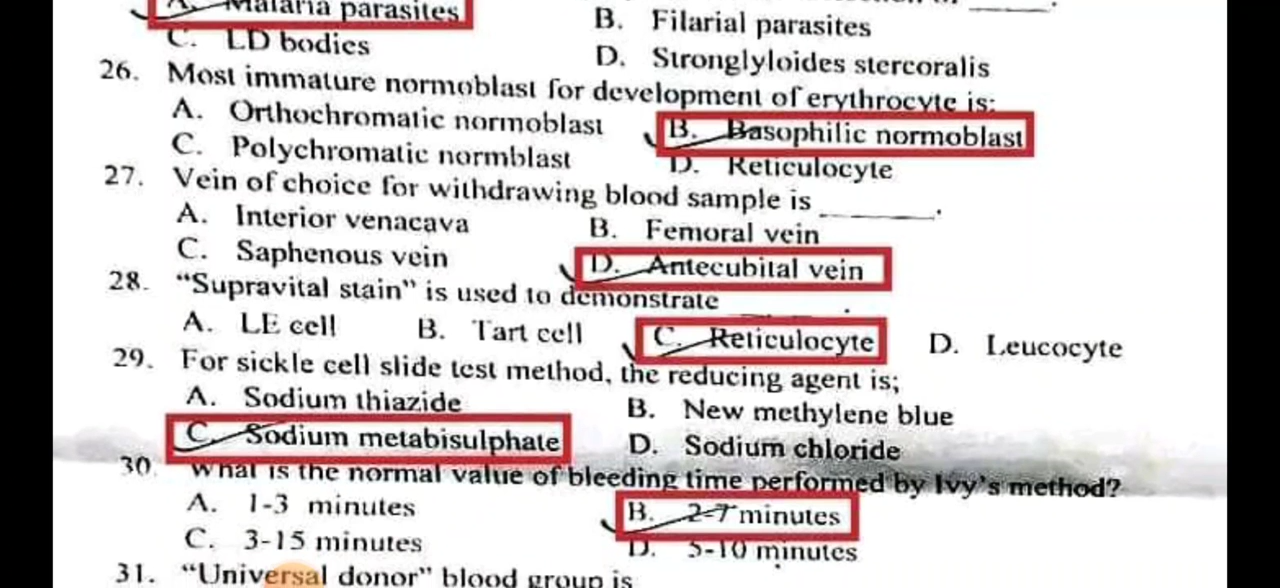 A. Malaria parasites B. Filarial parasites
C. LD bodies D. Stronglyloides stercoralis
26. Most immature normoblast for development of erythrocyte is:
A. Orthochromatic normoblast B. Basophilic normoblast
C. Polychromatic normblast D. Reticulocyte
27. Vein of choice for withdrawing blood sample is ______.
A. Interior venacava B. Femoral vein
C. Saphenous vein D. Antecubital vein
28. “Supravital stain” is used to demonstrate ______.
A. LE cell B. Tart cell C. Reticulocyte D. Leucocyte
29. For sickle cell slide test method, the reducing agent is;
A. Sodium thiazide B. New methylene blue
C. Sodium metabisulphate D. Sodium chloride
30. What is the normal value of bleeding time performed by Ivy’s method?
A. 1-3 minutes B. 2-7 minutes
C. 3-15 minutes D. 5-10 minutes
31. “Universal donor” blood group is